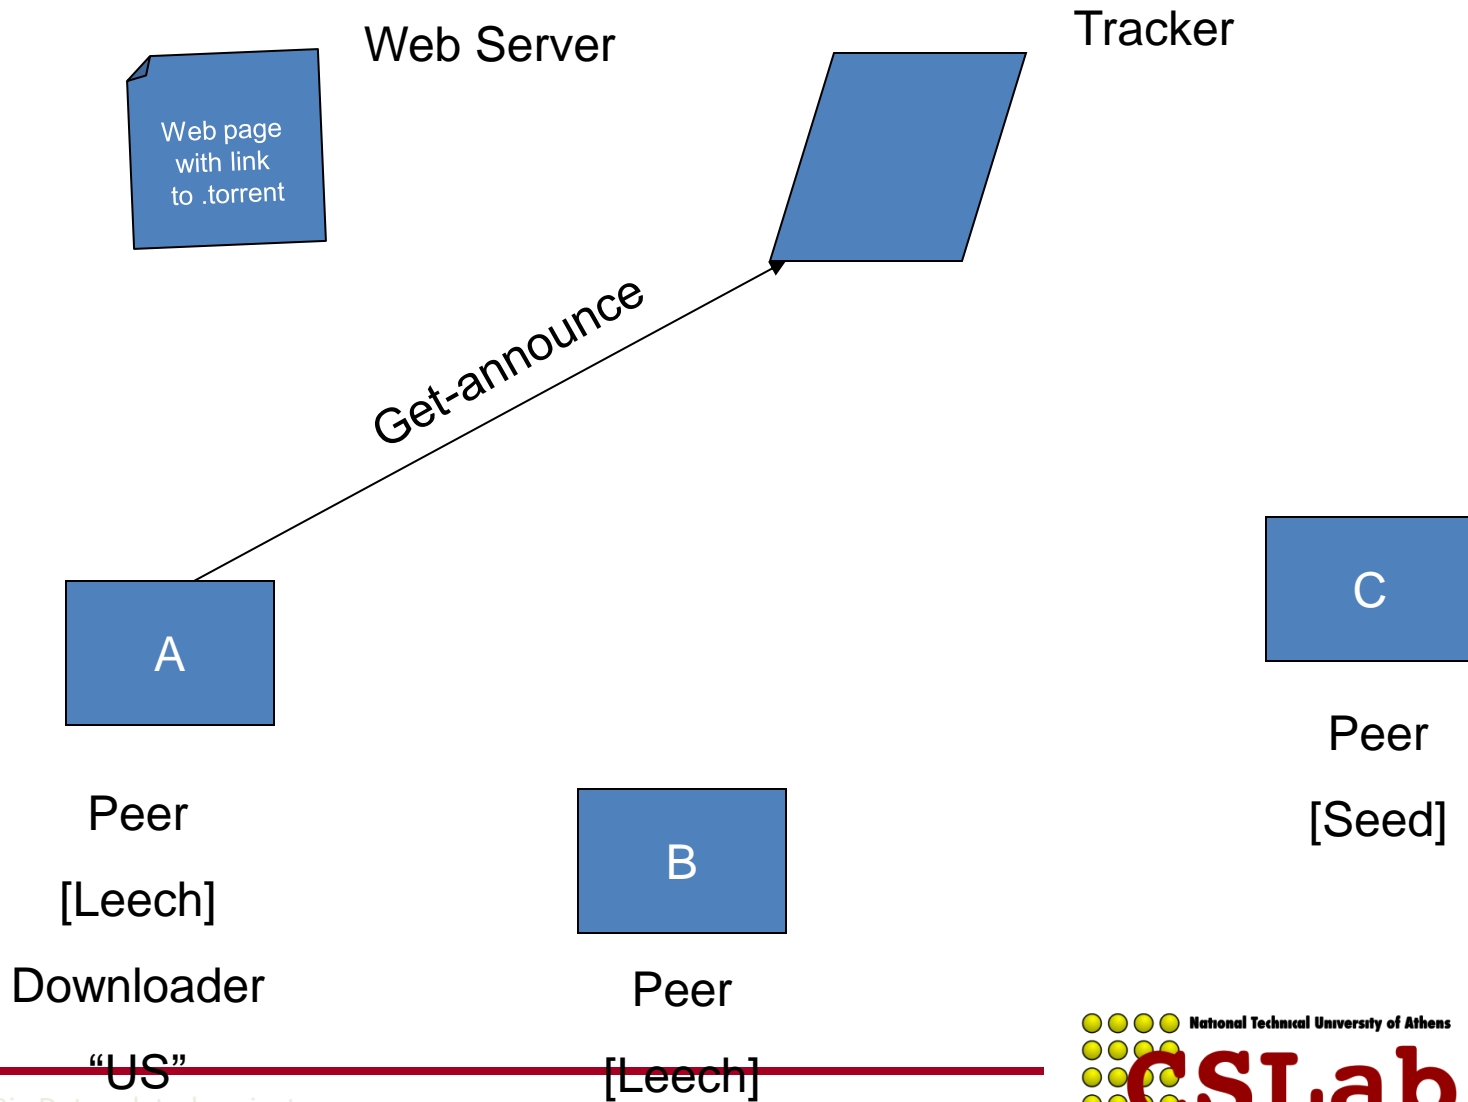 Web Server
Tracker
Web page
with link
to .torrent
Get-announce
A
C
Peer
[Seed]
Peer
[Leech]
Downloader
“US”
B
Peer
[Leech]
National Technical University of Athens
CSLab